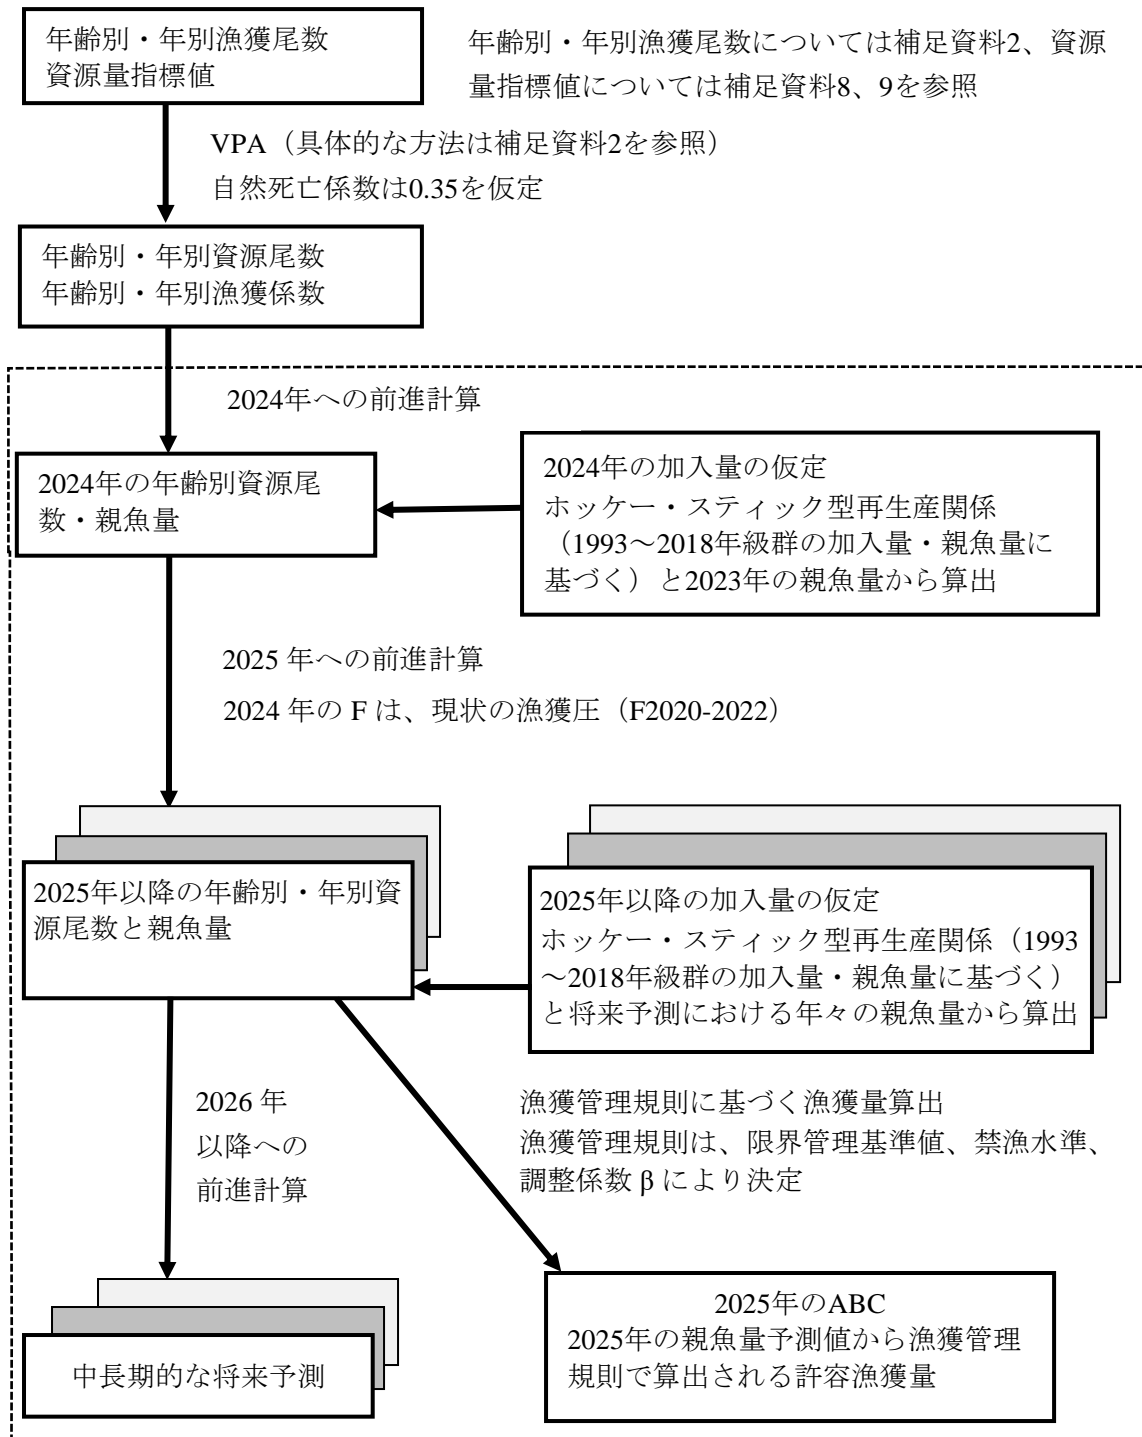 年齢別・年別漁獲尾数
資源量指標値
年齢別・年別漁獲尾数については補足資料2、資源
量指標値については補足資料8、9を参照
VPA（具体的な方法は補足資料2を参照）
自然死亡係数は0.35を仮定
年齢別・年別資源尾数
年齢別・年別漁獲係数
2024年への前進計算
2024年の年齢別資源尾
数・親魚量
2024年の加入量の仮定
ホッケー・スティック型再生産関係
（1993～2018年級群の加入量・親魚量に
基づく）と2023年の親魚量から算出
2025 年への前進計算
2024 年の F は、現状の漁獲圧（F2020-2022）
2025年以降の年齢別・年別資
源尾数と親魚量
2025年以降の加入量の仮定
ホッケー・スティック型再生産関係（1993
～2018年級群の加入量・親魚量に基づく）
と将来予測における年々の親魚量から算出
2026 年
以降への
前進計算
漁獲管理規則に基づく漁獲量算出
漁獲管理規則は、限界管理基準値、禁漁水準、
調整係数 β により決定
中長期的な将来予測
2025年のABC
2025年の親魚量予測値から漁獲管理
規則で算出される許容漁獲量